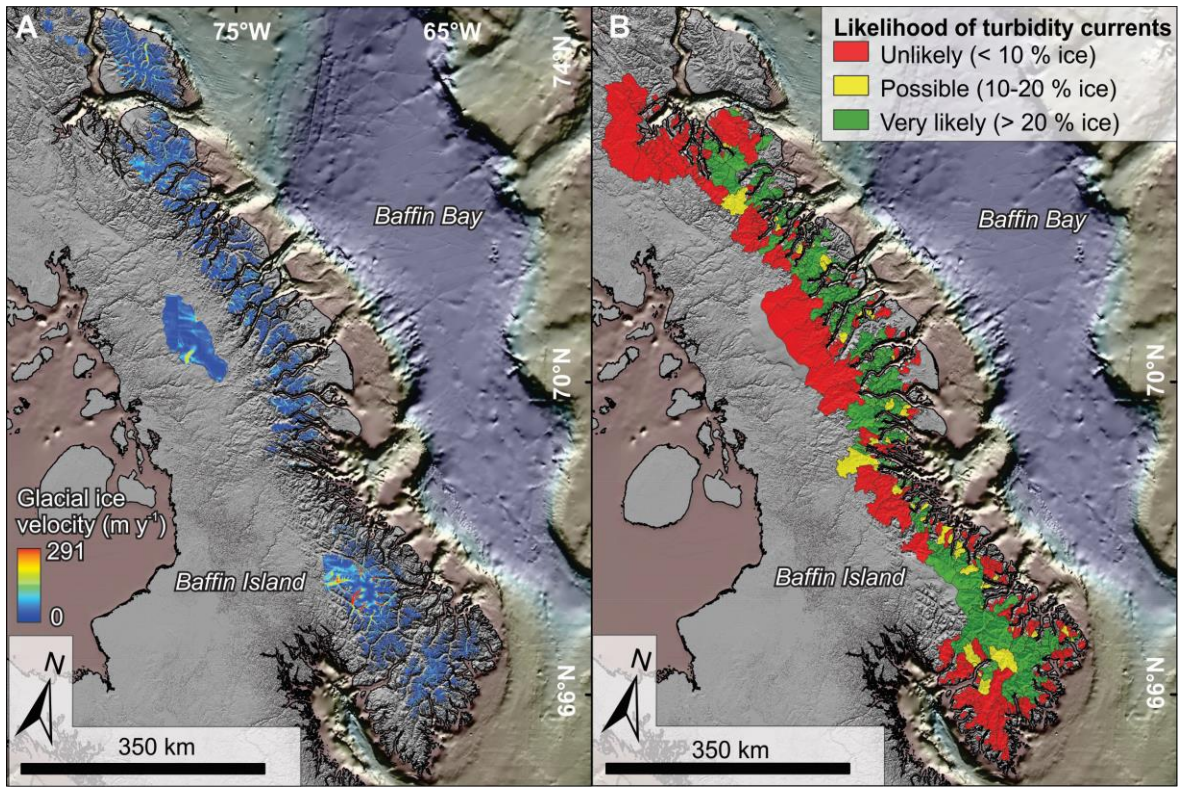 A
75°W
65°W
74°N
Baffin Bay
70°N
Glacial ice
velocity (m y⁻¹)
291
0
Baffin Island
N
66°N
350 km
B
Likelihood of turbidity currents
Unlikely (< 10 % ice)
Possible (10-20 % ice)
Very likely (> 20 % ice)
Baffin Bay
70°N
Baffin Island
N
66°N
350 km